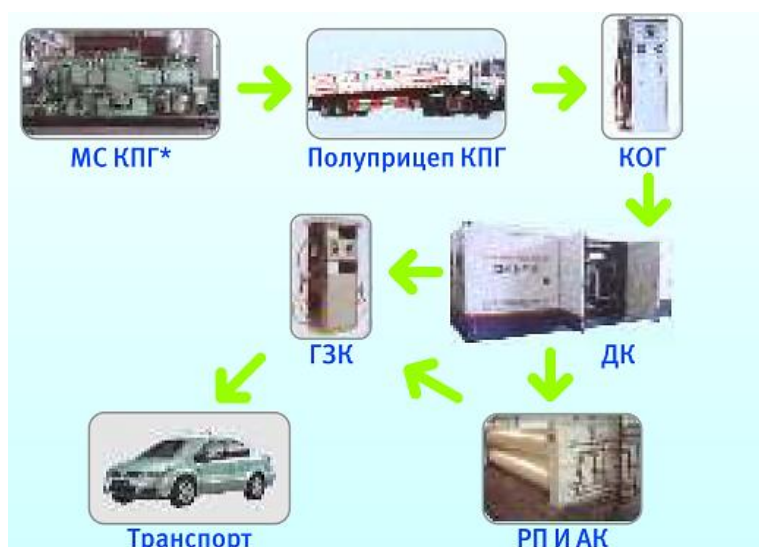 МС КПГ*
Полуприцеп КПГ
КОГ
ГЗК
ДК
Транспорт
РП И АК